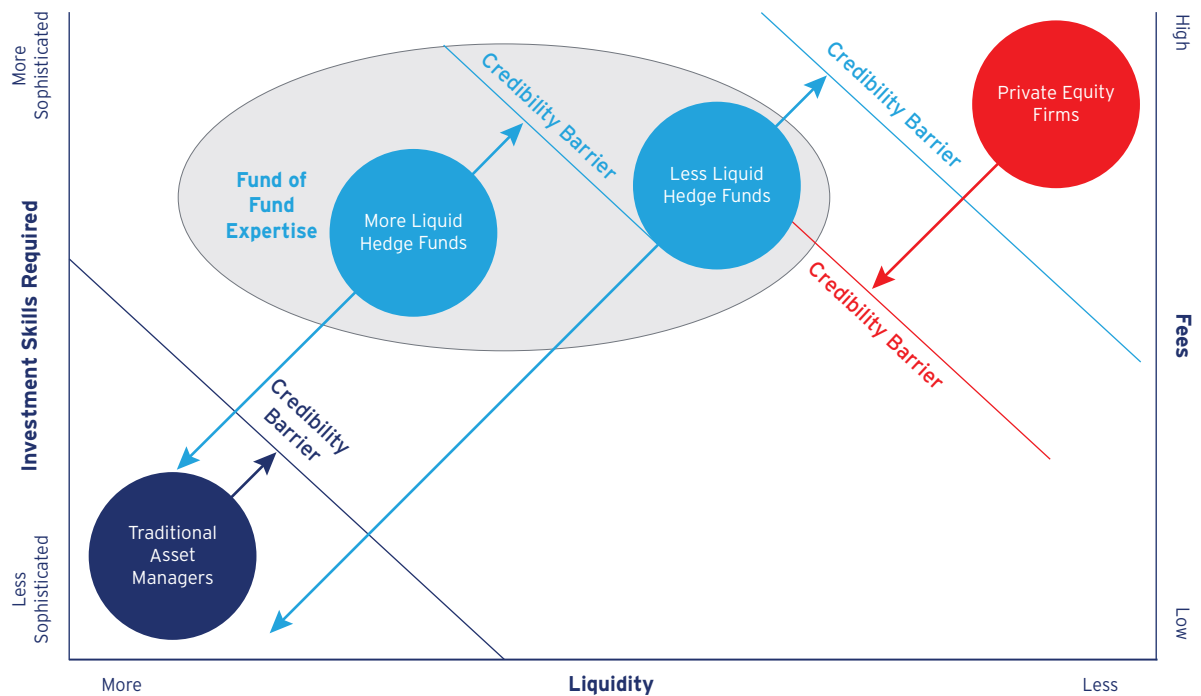 More
Sophisticated
High
Credibility Barrier
Credibility Barrier
Private Equity
Firms
Fund of
Fund
Expertise
More Liquid
Hedge Funds
Less Liquid
Hedge Funds
Investment Skills Required
Fees
Credibility Barrier
Credibility
Barrier
Traditional
Asset
Managers
Less
Sophisticated
Low
More
Liquidity
Less